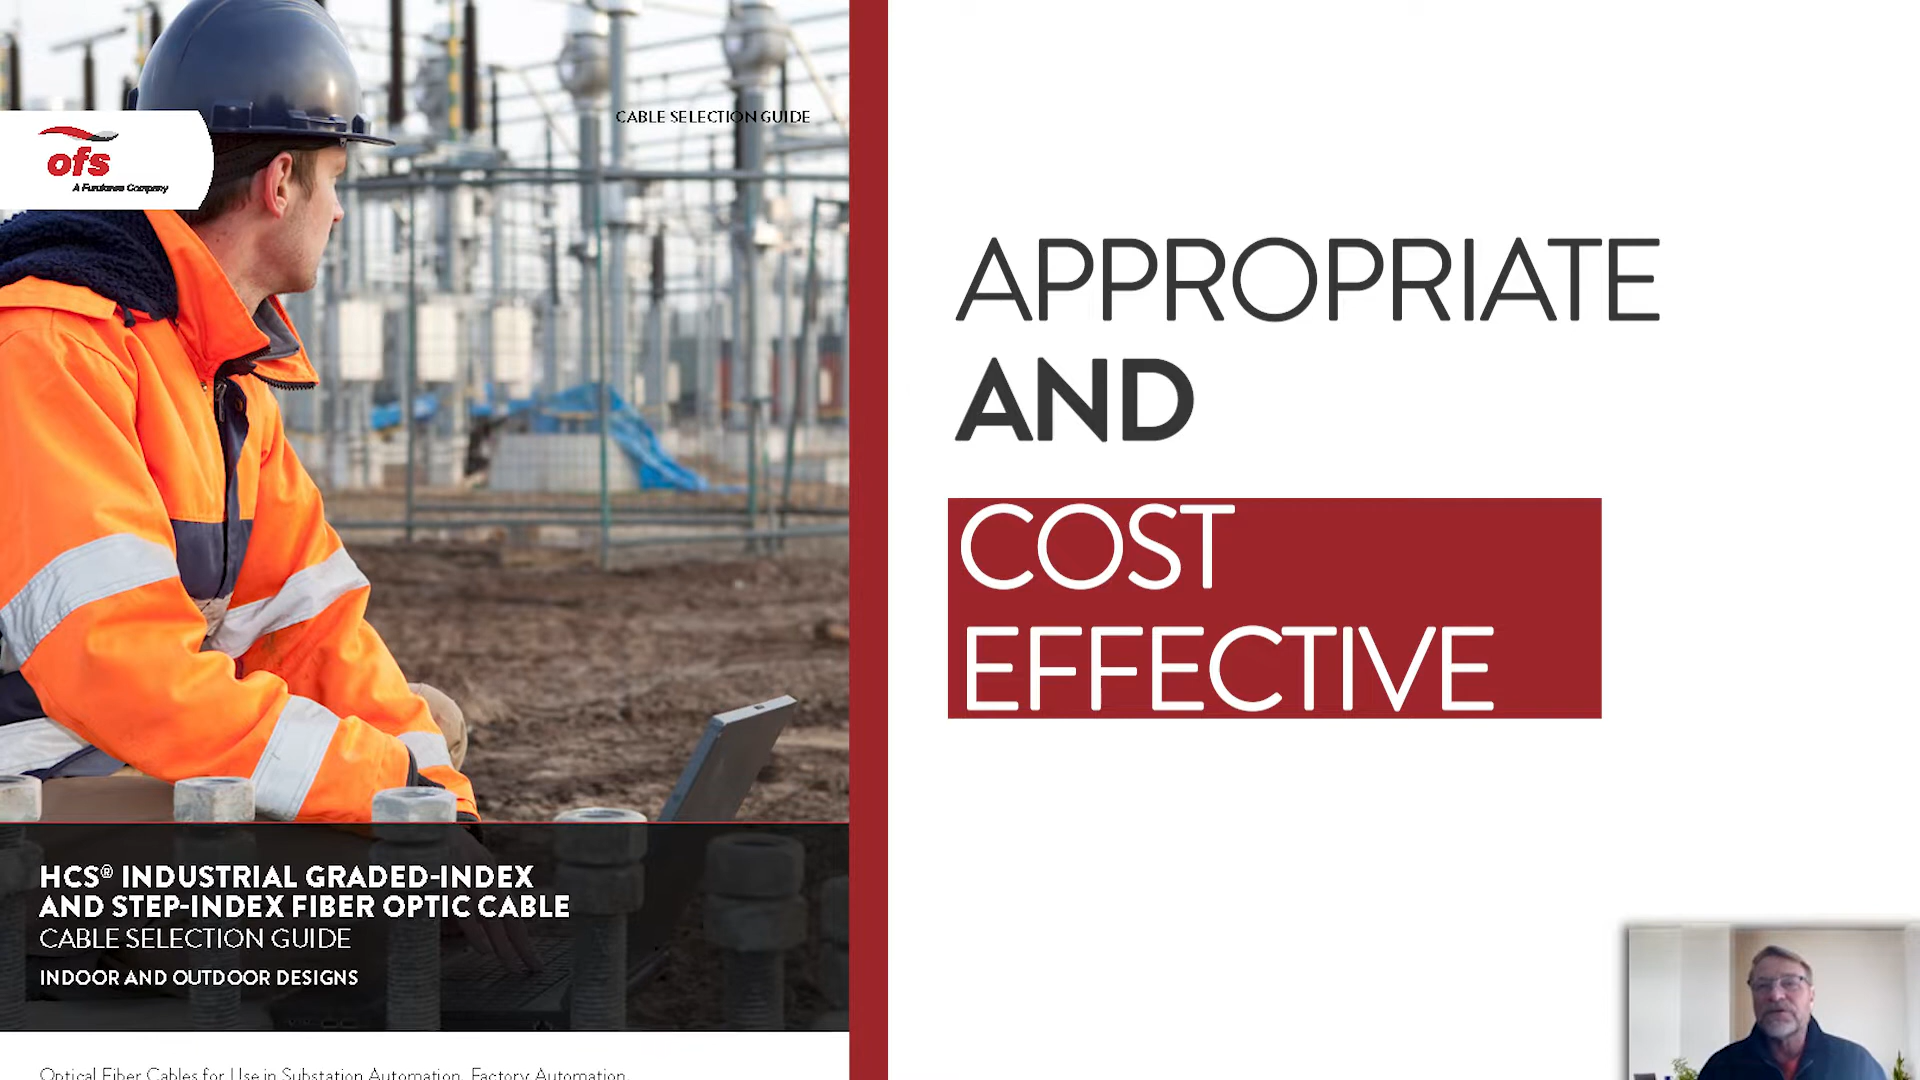 CABLE SELECTION GUIDE
ofs
A Furukawa Company
HCS® INDUSTRIAL GRADED-INDEX
AND STEP-INDEX FIBER OPTIC CABLE
CABLE SELECTION GUIDE
INDOOR AND OUTDOOR DESIGNS
Optical Fiber Cables for Use in Substation Automation, Factory Automation,
APPROPRIATE
AND
COST
EFFECTIVE